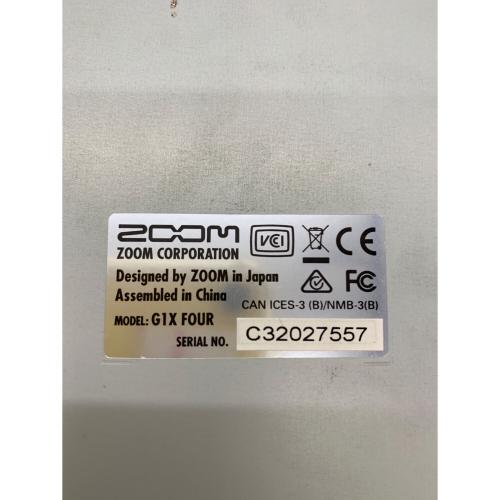 ZOOM
ZOOM CORPORATION
Designed by ZOOM in Japan
Assembled in China
MODEL: G1X FOUR
SERIAL NO. C32027557
VCI
CE
FC
CAN ICES-3 (B)/NMB-3(B)